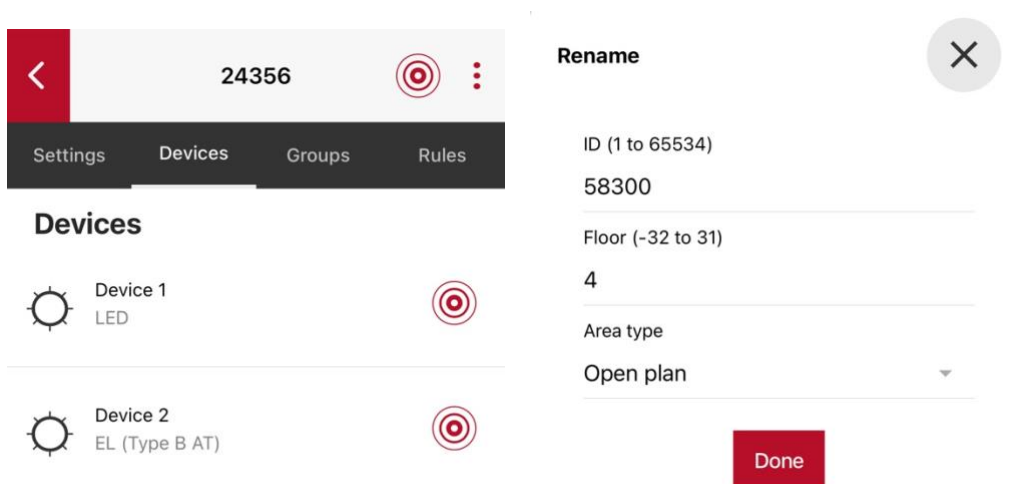 24356
Settings Devices Groups Rules
Devices
Device 1
LED
Device 2
EL (Type B AT)
Rename
ID (1 to 65534)
58300
Floor (-32 to 31)
4
Area type
Open plan
Done